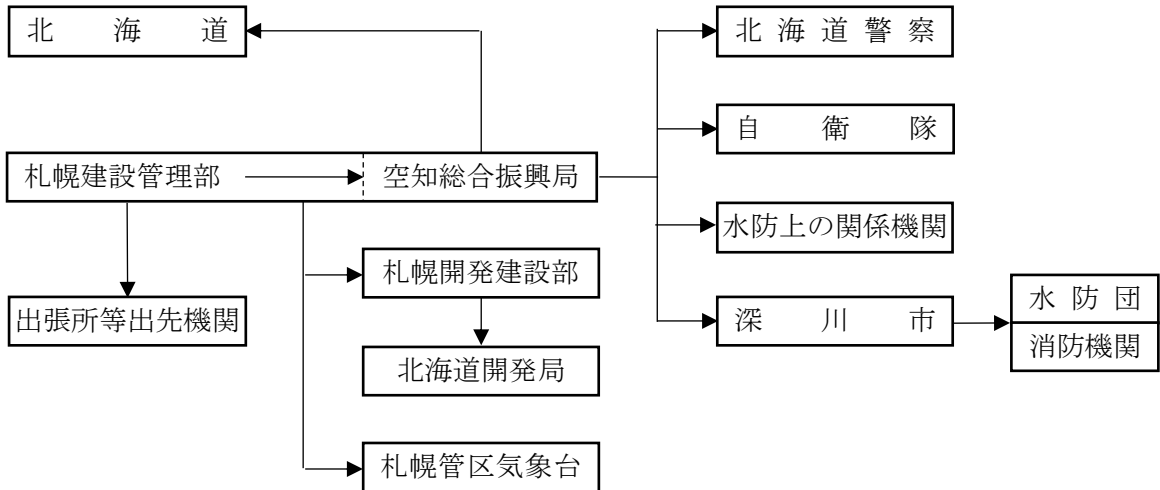 北海道
北海道警察
自衛隊
札幌建設管理部
空知総合振興局
水防上の関係機関
札幌開発建設部
出張所等出先機関
深川市
水防団
消防機関
北海道開発局
札幌管区気象台